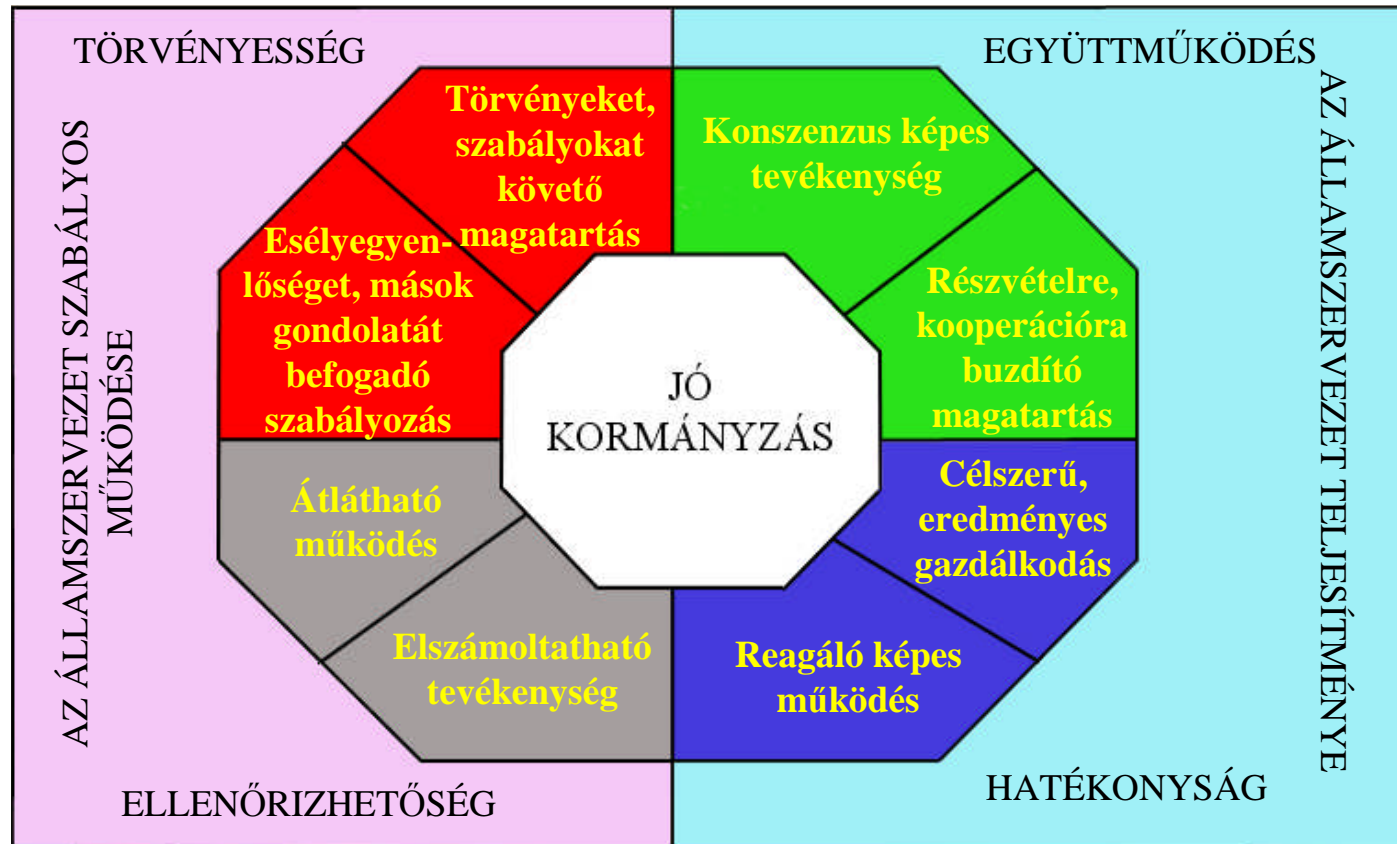 TÖRVÉNYESSÉG
EGYÜTTMŰKÖDÉS
AZ ÁLLAMSZERVEZET SZABÁLYOS
MŰKÖDÉSE
AZ ÁLLAMSZERVEZET TELJESÍTMÉNYE
Törvényeket,
szabályokat
követő
magatartás
Konszenzus képes
tevékenység
Esélyegyen-
lőséget, mások
gondolatát
befogadó
szabályozás
Részvételre,
kooperációra
buzdító
magatartás
JÓ
KORMÁNYZÁS
Átlátható
működés
Célszerű,
eredményes
gazdálkodás
Elszámoltatható
tevékenység
Reagáló képes
működés
ELLENŐRIZHETŐSÉG
HATÉKONYSÁG